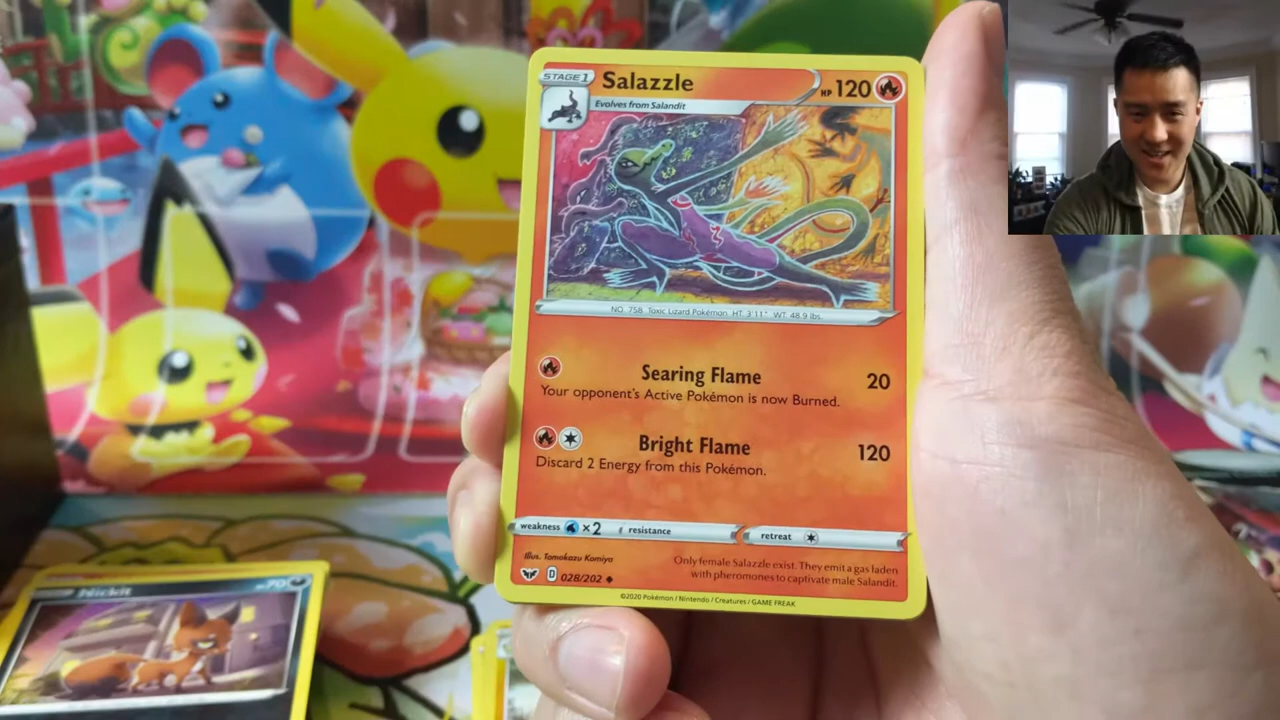 STAGE 1 Salazzle HP 120
Evolves from Salandit
NO. 758 Toxic Lizard Pokémon HT: 3'11" WT: 48.9 lbs.
Searing Flame 20
Your opponent's Active Pokémon is now Burned.
Bright Flame 120
Discard 2 Energy from this Pokémon.
weakness ×2 resistance
retreat
Illus. Tomokazu Komiya
Only female Salazzle exist. They emit a gas laden
with pheromones to captivate male Salandit.
D 028/202
©2020 Pokémon / Nintendo / Creatures / GAME FREAK
Nickit 70